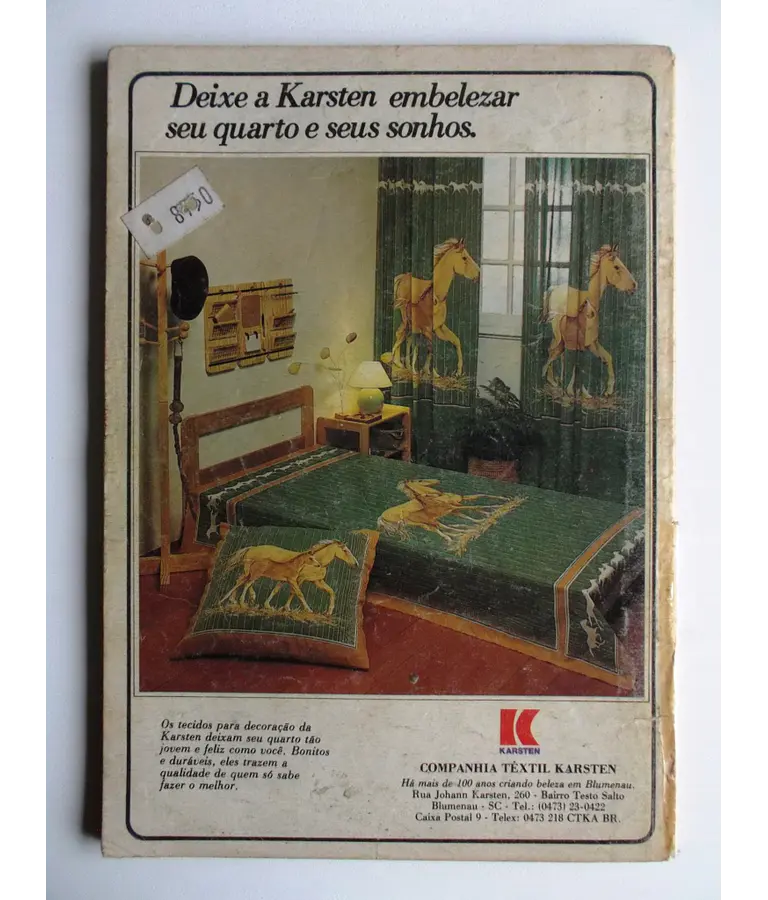 Deixe a Karsten embelezar
seu quarto e seus sonhos.
Os tecidos para decoração da
Karsten deixam seu quarto tão
jovem e feliz como você. Bonitos
e duráveis, eles trazem a
qualidade de quem só sabe
fazer o melhor.
KARSTEN
COMPANHIA TÊXTIL KARSTEN
Há mais de 100 anos criando beleza em Blumenau.
Rua Johann Karsten, 260 - Bairro Testo Salto
Blumenau - SC - Tel.: (0473) 23-0422
Caixa Postal 9 - Telex: 0473 218 CTKA BR.